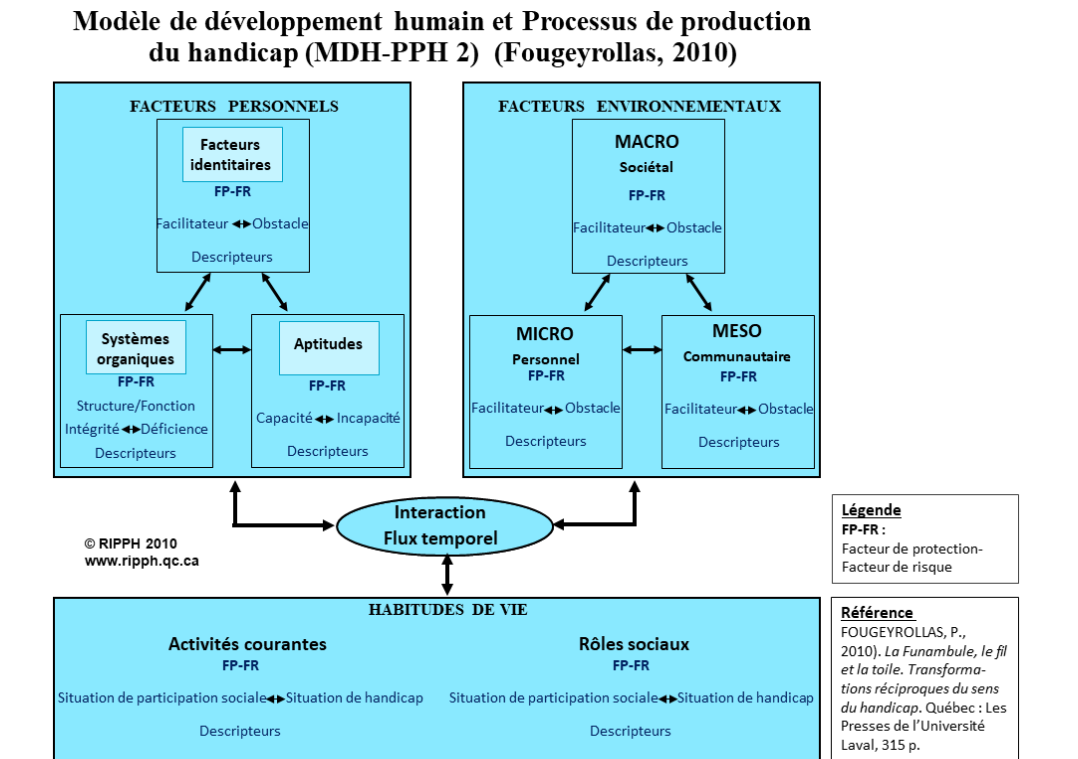 Modèle de développement humain et Processus de production
du handicap (MDH-PPH 2) (Fougeyrollas, 2010)
FACTEURS PERSONNELS
Facteurs
identitaires
FP-FR
Facilitateur Obstacle
Descripteurs
Systèmes
organiques
FP-FR
Structure/Fonction
Intégrité Déficience
Descripteurs
Aptitudes
FP-FR
Capacité Incapacité
Descripteurs
FACTEURS ENVIRONNEMENTAUX
MACRO
Sociétal
FP-FR
Facilitateur Obstacle
Descripteurs
MICRO
Personnel
FP-FR
Facilitateur Obstacle
Descripteurs
MESO
Communautaire
FP-FR
Facilitateur Obstacle
Descripteurs
Interaction
Flux temporel
© RIPPH 2010
www.ripph.qc.ca
Légende
FP-FR :
Facteur de protection-
Facteur de risque
HABITUDES DE VIE
Activités courantes
FP-FR
Situation de participation sociale Situation de handicap
Descripteurs
Rôles sociaux
FP-FR
Situation de participation sociale Situation de handicap
Descripteurs
Référence
FOUGEYROLLAS, P.,
2010). La Funambule, le fil
et la toile. Transforma-
tions réciproques du sens
du handicap. Québec : Les
Presses de l'Université
Laval, 315 p.